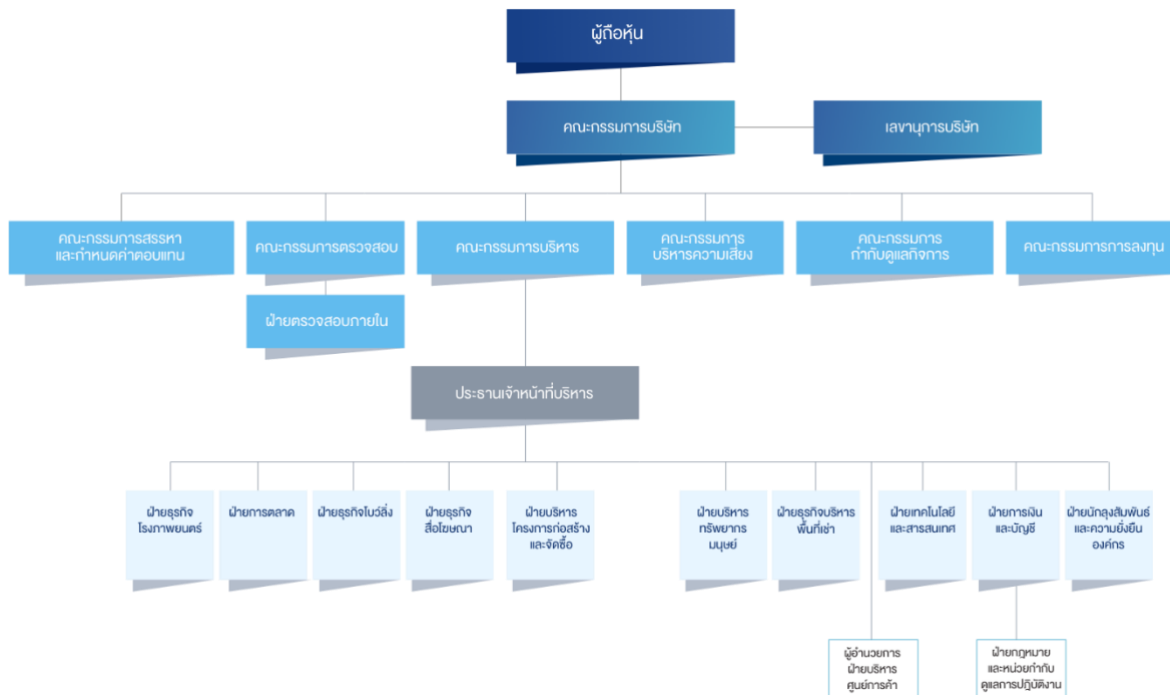 ผู้ถือหุ้น
คณะกรรมการบริษัท
เลขานุการบริษัท
คณะกรรมการสรรหา
และกำหนดค่าตอบแทน
คณะกรรมการตรวจสอบ
คณะกรรมการบริหาร
คณะกรรมการ
บริหารความเสี่ยง
คณะกรรมการ
กำกับดูแลกิจการ
คณะกรรมการการลงทุน
ฝ่ายตรวจสอบภายใน
ประธานเจ้าหน้าที่บริหาร
ฝ่ายธุรกิจ
โรงภาพยนตร์
ฝ่ายการตลาด
ฝ่ายธุรกิจโบว์ลิ่ง
ฝ่ายธุรกิจ
สื่อโฆษณา
ฝ่ายบริหาร
โครงการก่อสร้าง
และจัดซื้อ
ฝ่ายบริหาร
ทรัพยากร
มนุษย์
ฝ่ายธุรกิจบริหาร
พื้นที่เช่า
ฝ่ายเทคโนโลยี
และสารสนเทศ
ฝ่ายการเงิน
และบัญชี
ฝ่ายนักลงทุนสัมพันธ์
และความยั่งยืน
องค์กร
ผู้อำนวยการ
ฝ่ายบริหาร
ศูนย์การค้า
ฝ่ายกฎหมาย
และหน่วยกำกับ
ดูแลการปฏิบัติงาน